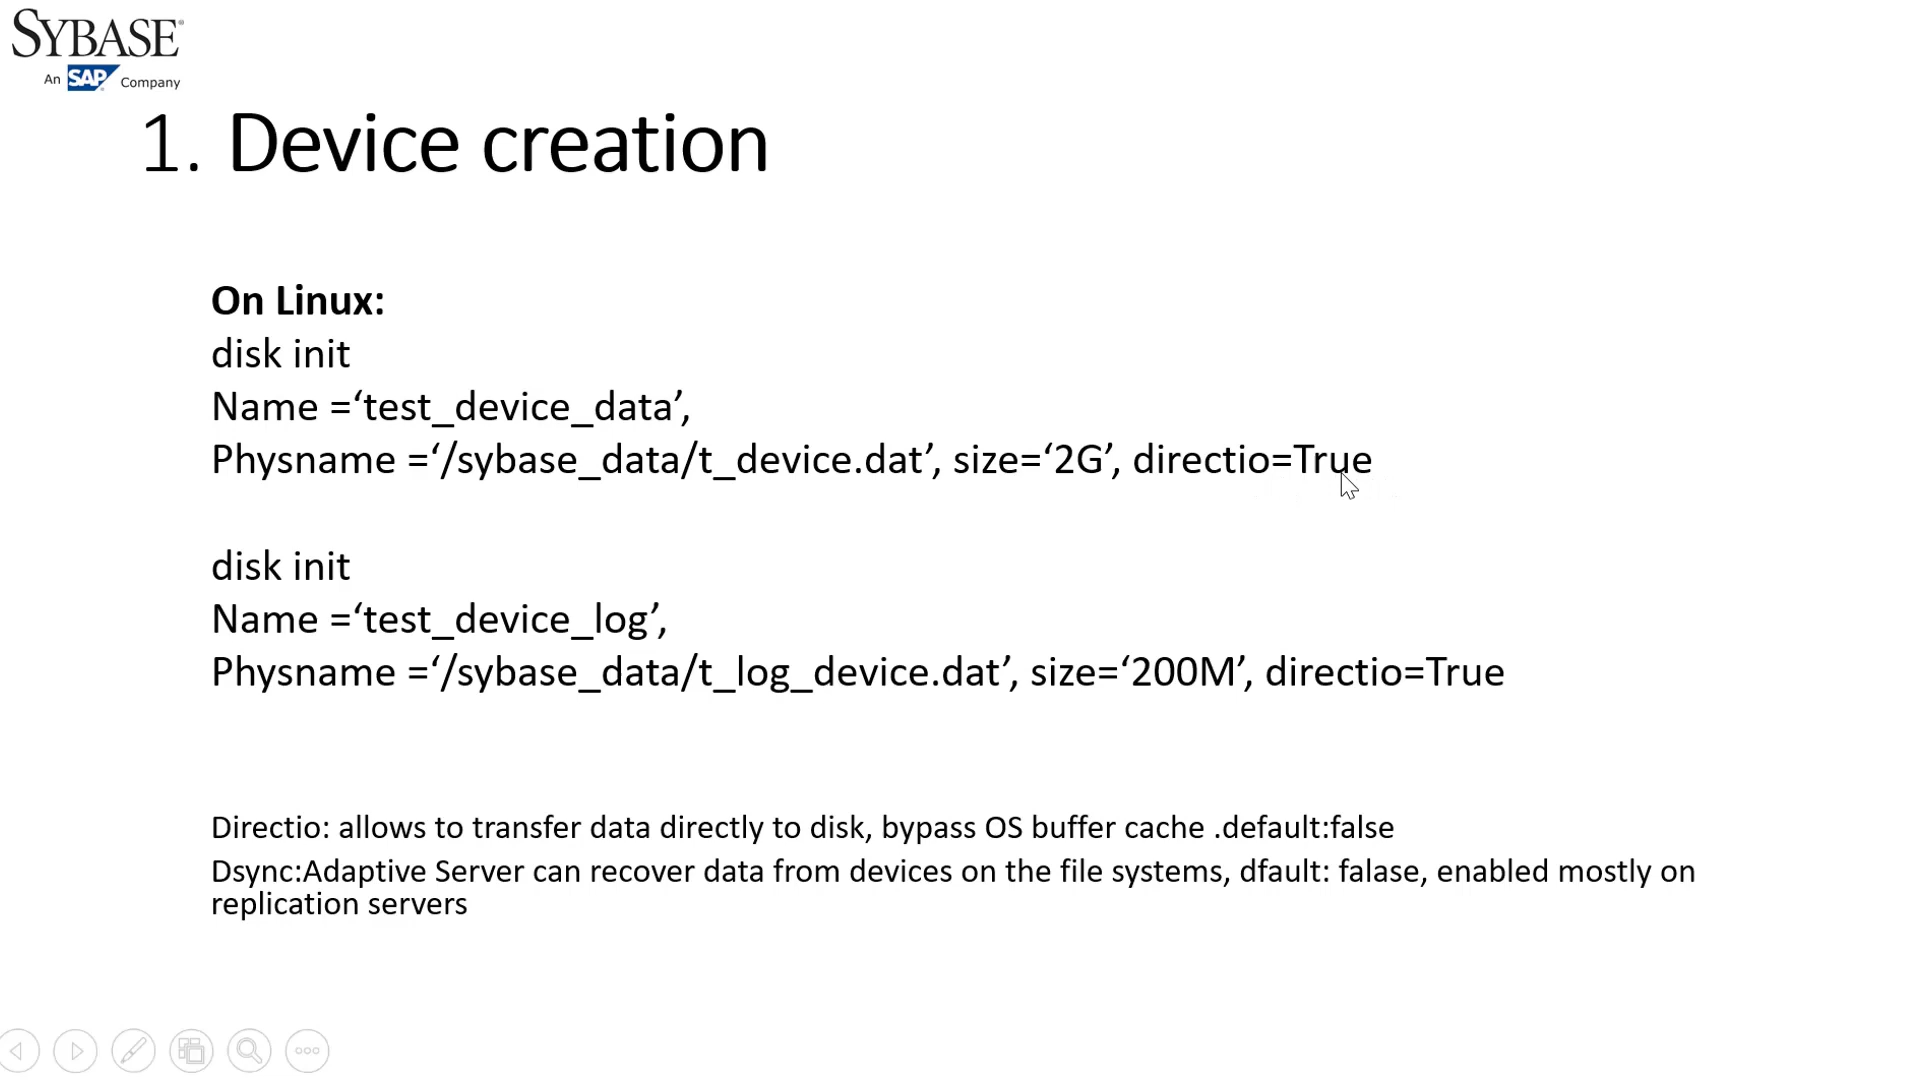 SYBASE®
An SAP Company
1. Device creation
On Linux:
disk init
Name =‘test_device_data’,
Physname =‘/sybase_data/t_device.dat’, size=‘2G’, directio=True
disk init
Name =‘test_device_log’,
Physname =‘/sybase_data/t_log_device.dat’, size=‘200M’, directio=True
Directio: allows to transfer data directly to disk, bypass OS buffer cache .default:false
Dsync:Adaptive Server can recover data from devices on the file systems, dfault: falase, enabled mostly on
replication servers